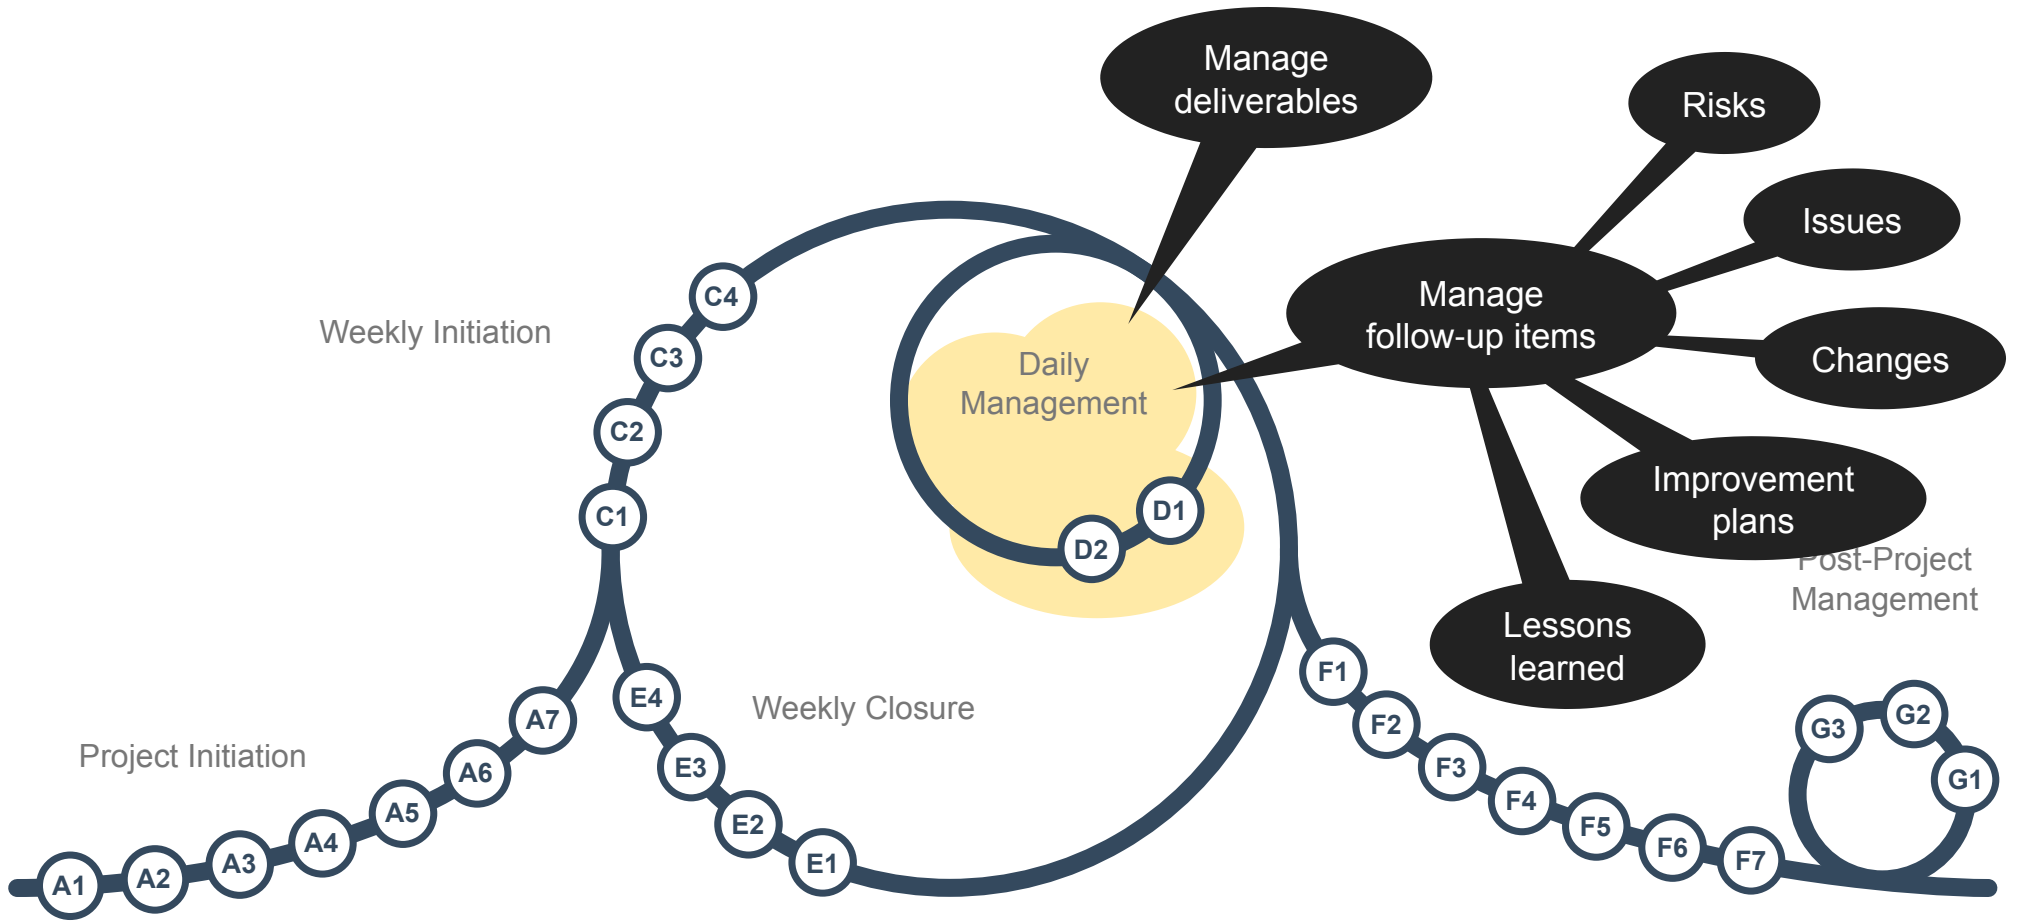 Manage
deliverables
Risks
Issues
Manage
follow-up items
Changes
Improvement
plans
Lessons
learned
Post-Project
Management
Weekly Initiation
Daily
Management
Weekly Closure
Project Initiation
A1
A2
A3
A4
A5
A6
A7
C1
C2
C3
C4
D1
D2
E1
E2
E3
E4
F1
F2
F3
F4
F5
F6
F7
G1
G2
G3